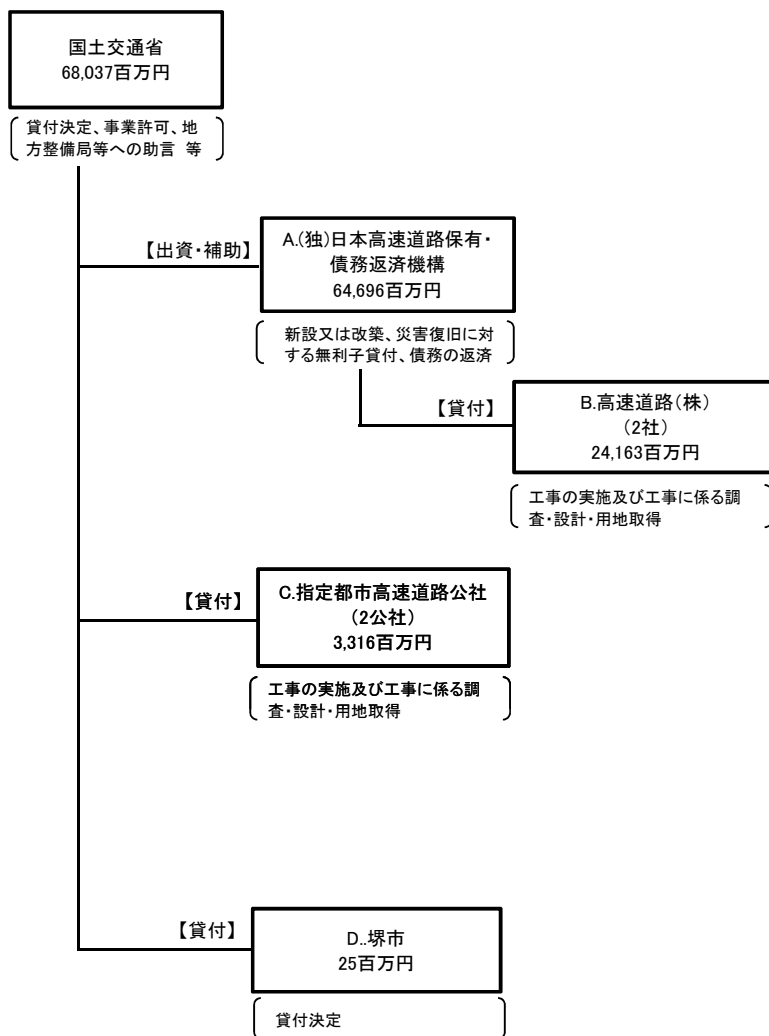 国土交通省
68,037百万円
貸付決定、事業許可、地
方整備局等への助言 等
【出資・補助】
A.(独)日本高速道路保有・
債務返済機構
64,696百万円
新設又は改築、災害復旧に対
する無利子貸付、債務の返済
【貸付】
B.高速道路(株)
(2社)
24,163百万円
工事の実施及び工事に係る調
査・設計・用地取得
【貸付】
C.指定都市高速道路公社
(2公社)
3,316百万円
工事の実施及び工事に係る調
査・設計・用地取得
【貸付】
D..堺市
25百万円
貸付決定